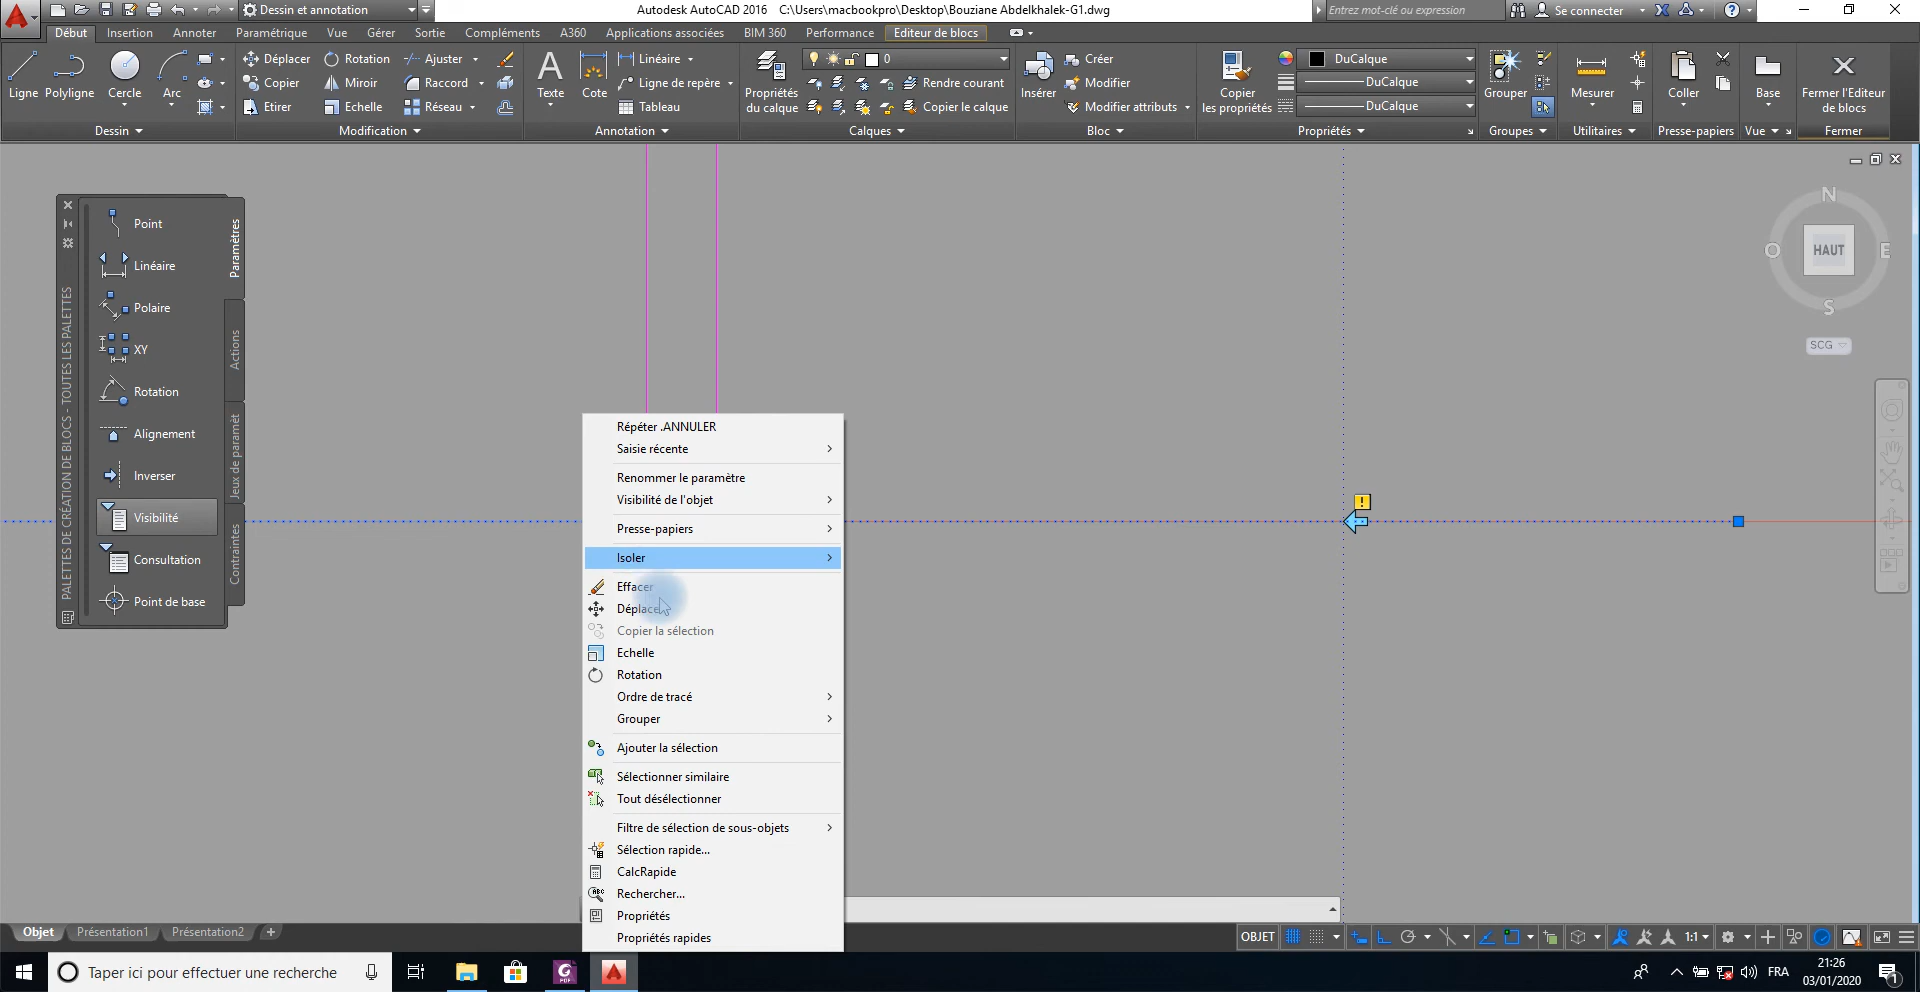 Dessin et annotation
Autodesk AutoCAD 2016 C:\Users\macbookpro\Desktop\Bouziane Abdelkhalek-G1.dwg
Entrez mot-clé ou expression
Se connecter
Début Insertion Annoter Paramétrique Vue Gérer Sortie Compléments A360 Applications associées BIM 360 Performance Editeur de blocs
Ligne Polyligne Cercle Arc
Dessin
Déplacer Rotation Ajuster
Copier Miroir Raccord
Etirer Echelle Réseau
Modification
A
Texte Cote
Linéaire
Ligne de repère
Tableau
Annotation
Propriétés
du calque
0
Rendre courant
Copier le calque
Calques
Insérer
Créer
Modifier
Modifier attributs
Bloc
Copier
les propriétés
DuCalque
DuCalque
DuCalque
Propriétés
Grouper
Groupes
Mesurer
Utilitaires
Coller
Presse-papiers
Base
Vue
Fermer l'Editeur
de blocs
Fermer
PALETTES DE CRÉATION DE BLOCS - TOUTES LES PALETTES
Point
Linéaire
Polaire
XY
Rotation
Alignement
Inverser
Visibilité
Consultation
Point de base
Paramètres
Actions
Jeux de paramèt
Contraintes
N
O HAUT E
S
SCG
!
Répéter .ANNULER
Saisie récente
Renommer le paramètre
Visibilité de l'objet
Presse-papiers
Isoler
Effacer
Déplace
Copier la sélection
Echelle
Rotation
Ordre de tracé
Grouper
Ajouter la sélection
Sélectionner similaire
Tout désélectionner
Filtre de sélection de sous-objets
Sélection rapide...
CalcRapide
Rechercher...
Propriétés
Propriétés rapides
Objet Présentation1 Présentation2 +
OBJET
1:1
Taper ici pour effectuer une recherche
FRA
21:26
03/01/2020
1